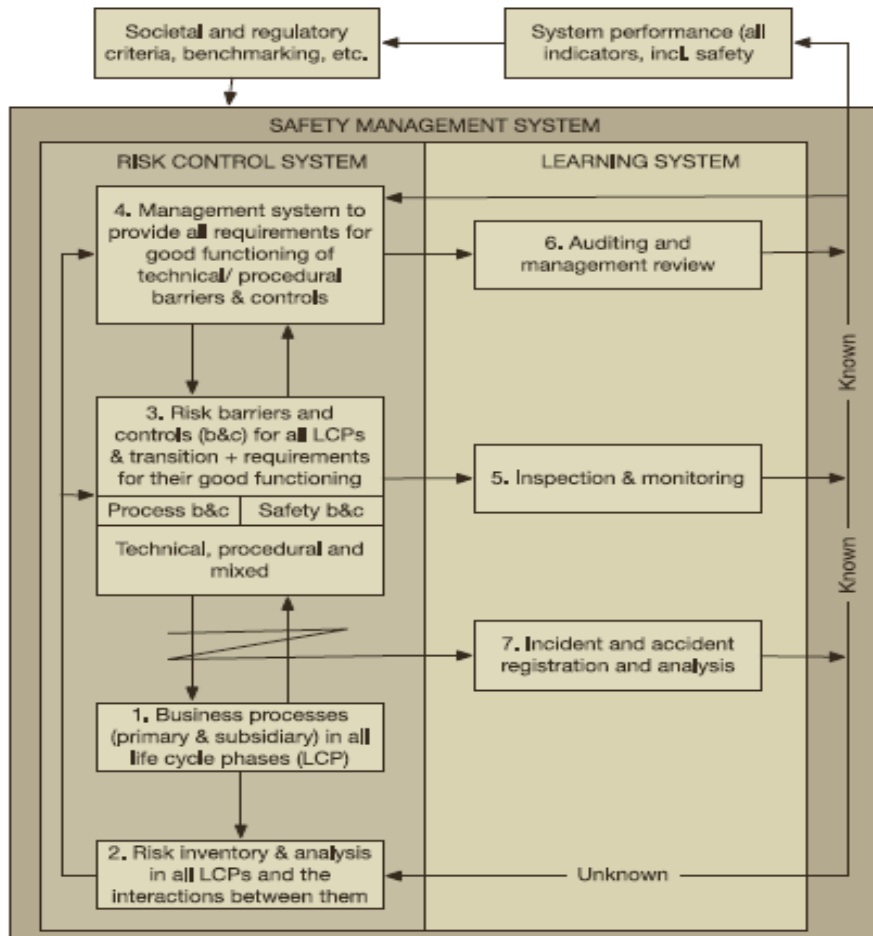 Societal and regulatory
criteria, benchmarking, etc.
System performance (all
indicators, incl. safety
SAFETY MANAGEMENT SYSTEM
RISK CONTROL SYSTEM
LEARNING SYSTEM
4. Management system to
provide all requirements for
good functioning of
technical/ procedural
barriers & controls
6. Auditing and
management review
Known
3. Risk barriers and
controls (b&c) for all LCPs
& transition + requirements
for their good functioning
Process b&c
Safety b&c
Technical, procedural and
mixed
5. Inspection & monitoring
Known
7. Incident and accident
registration and analysis
1. Business processes
(primary & subsidiary) in all
life cycle phases (LCP)
2. Risk inventory & analysis
in all LCPs and the
interactions between them
Unknown